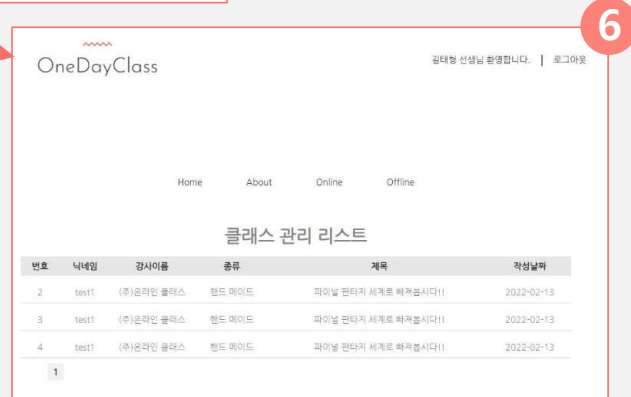 6
OneDayClass
김태형 선생님 환영합니다. | 로그아웃
Home About Online Offline
클래스 관리 리스트
번호 닉네임 강사이름 종류 제목 작성날짜
2 test1 (주)온라인 클래스 핸드 메이드 파이널 판타지 세계로 빠져봅시다!! 2022-02-13
3 test1 (주)온라인 클래스 핸드 메이드 파이널 판타지 세계로 빠져봅시다!! 2022-02-13
4 test1 (주)온라인 클래스 핸드 메이드 파이널 판타지 세계로 빠져봅시다!! 2022-02-13
1